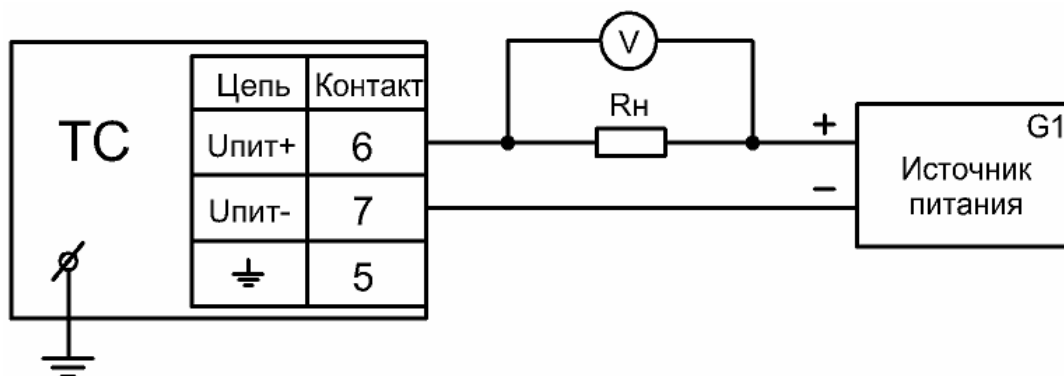 V
Цепь Контакт
Rн
+
G1
ТС
Uпит+ 6
Источник
питания
–
Uпит- 7
5